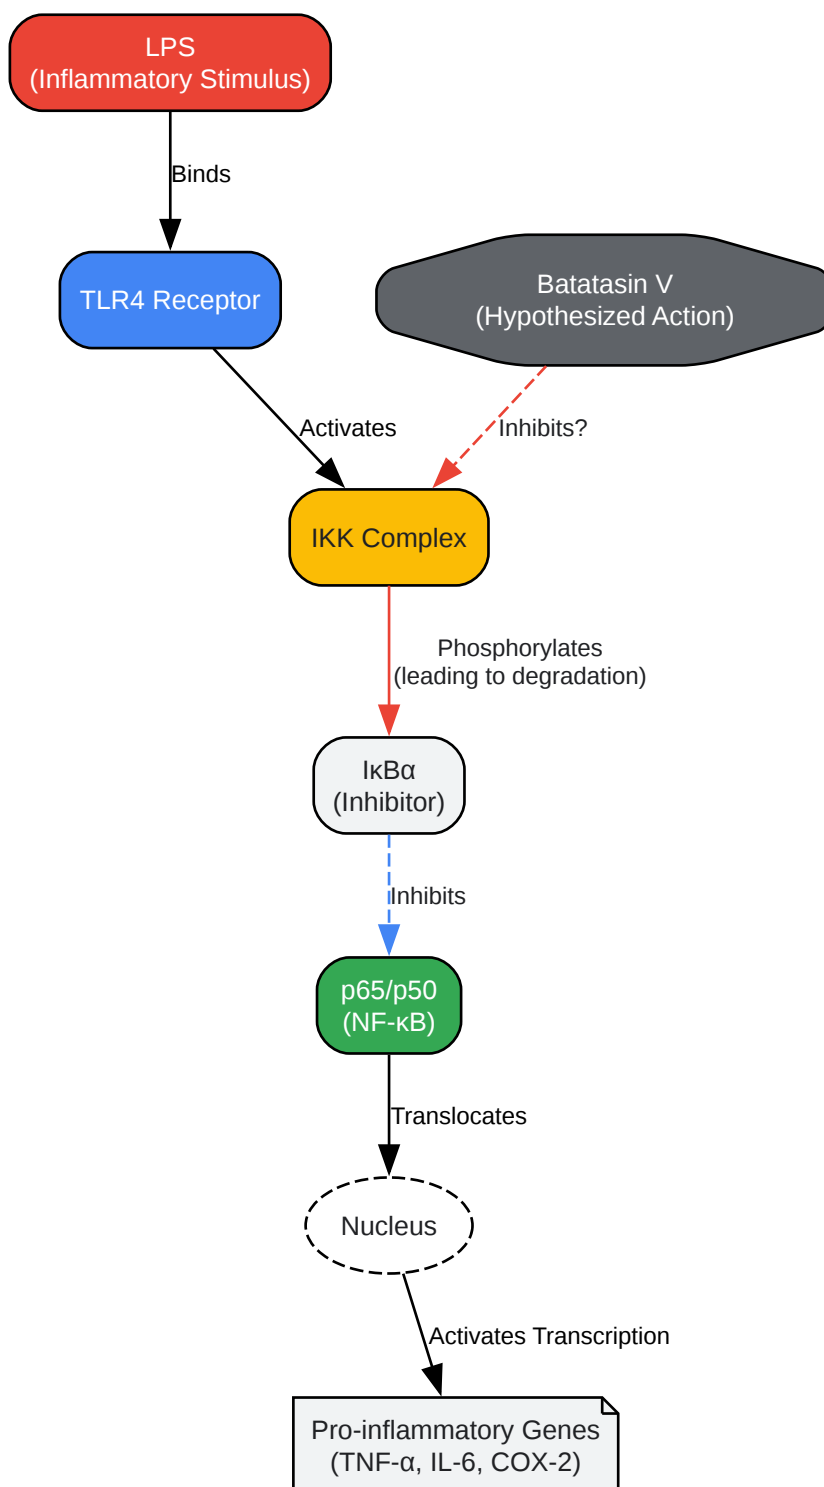 LPS
(Inflammatory Stimulus)
Binds
TLR4 Receptor
Batatasin V
(Hypothesized Action)
Activates
Inhibits?
IKK Complex
Phosphorylates
(leading to degradation)
IκBα
(Inhibitor)
Inhibits
p65/p50
(NF-κB)
Translocates
Nucleus
Activates Transcription
Pro-inflammatory Genes
(TNF-α, IL-6, COX-2)